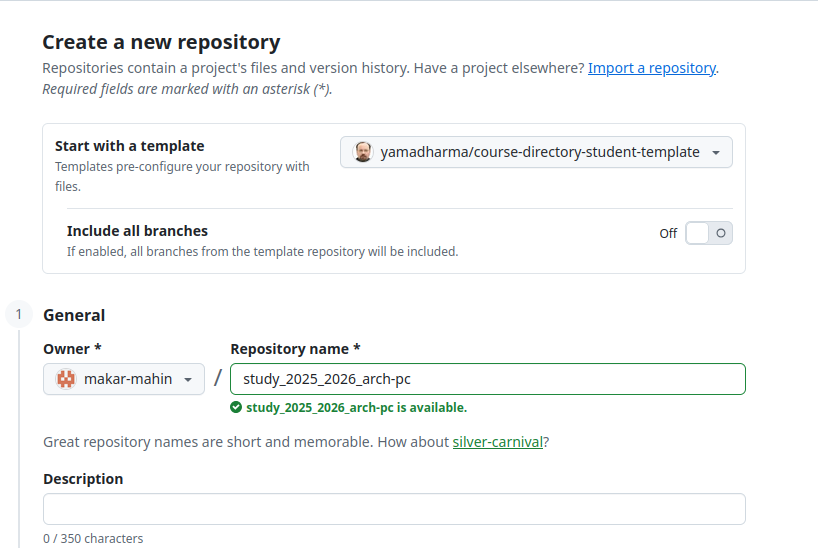 Create a new repository
Repositories contain a project's files and version history. Have a project elsewhere? Import a repository.
Required fields are marked with an asterisk (*).
Start with a template
Templates pre-configure your repository with
files.
yamadharma/course-directory-student-template
Include all branches
If enabled, all branches from the template repository will be included.
Off
1
General
Owner *
Repository name *
makar-mahin
/
study_2025_2026_arch-pc
study_2025_2026_arch-pc is available.
Great repository names are short and memorable. How about silver-carnival?
Description
0 / 350 characters